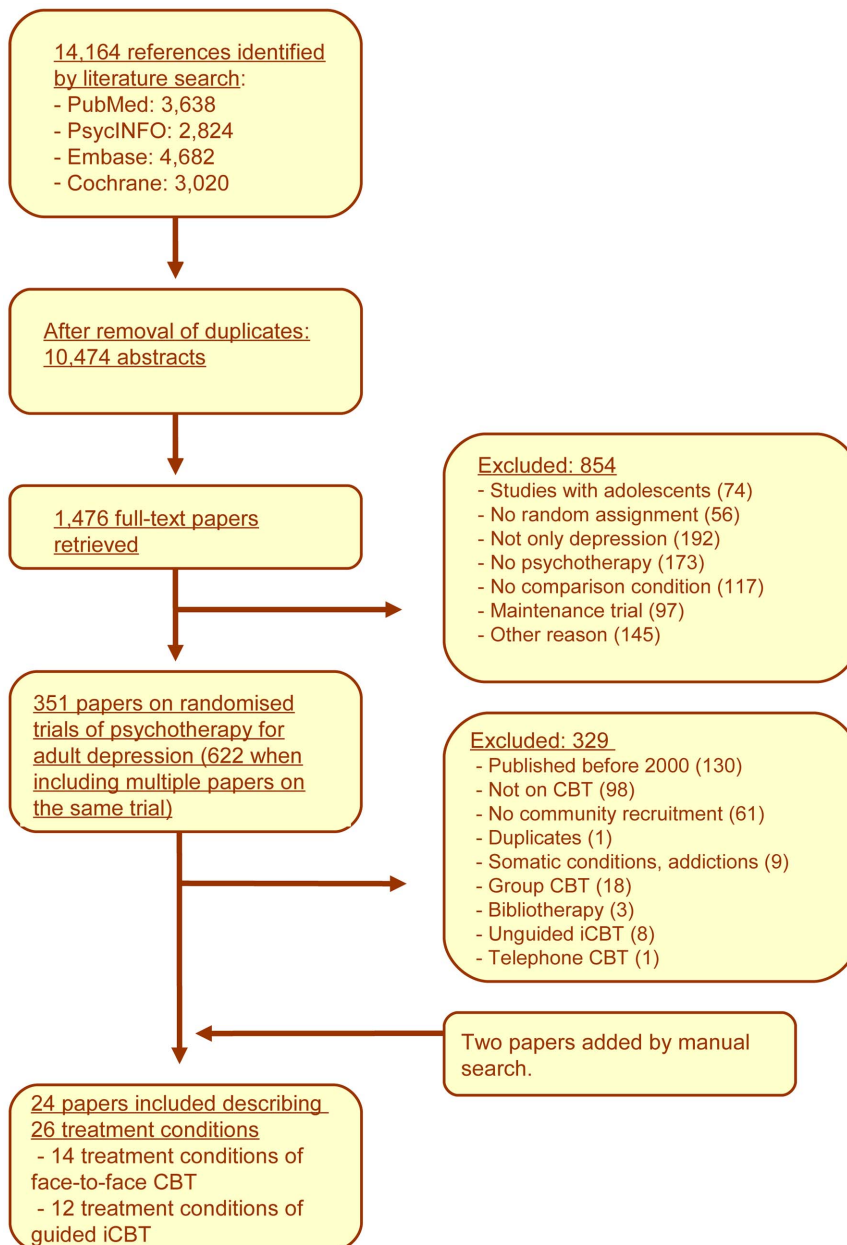 14,164 references identified
by literature search:
- PubMed: 3,638
- PsycINFO: 2,824
- Embase: 4,682
- Cochrane: 3,020
After removal of duplicates:
10,474 abstracts
1,476 full-text papers
retrieved
Excluded: 854
- Studies with adolescents (74)
- No random assignment (56)
- Not only depression (192)
- No psychotherapy (173)
- No comparison condition (117)
- Maintenance trial (97)
- Other reason (145)
351 papers on randomised
trials of psychotherapy for
adult depression (622 when
including multiple papers on
the same trial)
Excluded: 329
- Published before 2000 (130)
- Not on CBT (98)
- No community recruitment (61)
- Duplicates (1)
- Somatic conditions, addictions (9)
- Group CBT (18)
- Bibliotherapy (3)
- Unguided iCBT (8)
- Telephone CBT (1)
Two papers added by manual
search.
24 papers included describing
26 treatment conditions
- 14 treatment conditions of
face-to-face CBT
- 12 treatment conditions of
guided iCBT